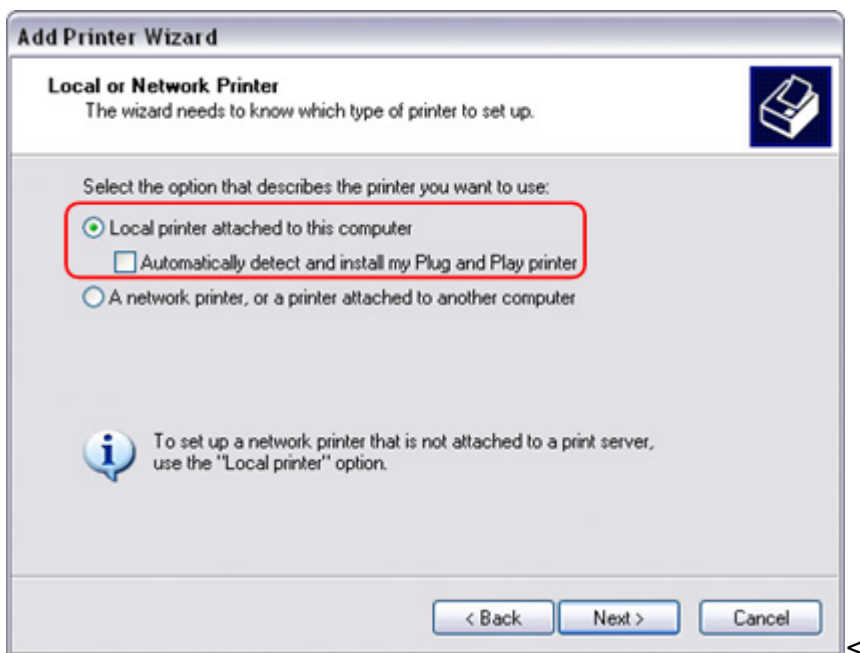 Add Printer Wizard
Local or Network Printer
The wizard needs to know which type of printer to set up.
Select the option that describes the printer you want to use:
Local printer attached to this computer
Automatically detect and install my Plug and Play printer
A network printer, or a printer attached to another computer
To set up a network printer that is not attached to a print server,
use the "Local printer" option.
< Back Next > Cancel
<